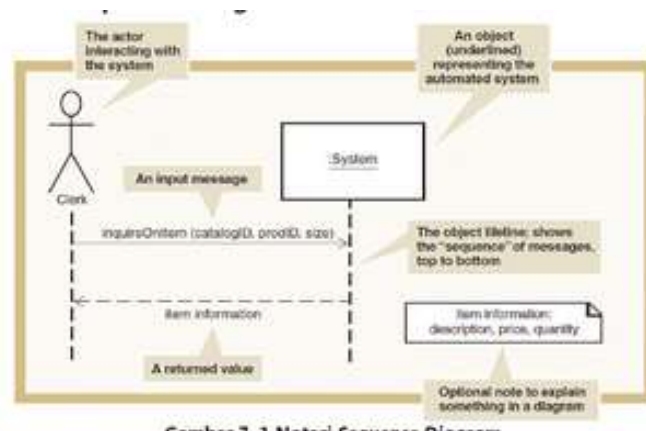 The actor
interacting with
the system
An object
(underlined)
representing the
automated system
:System
An input message
Clerk
inquireOnItem (catalogID, prodID, size)
The object lifeline: shows
the "sequence" of messages,
top to bottom
item information
Item information:
description, price, quantity
A returned value
Optional note to explain
something in a diagram